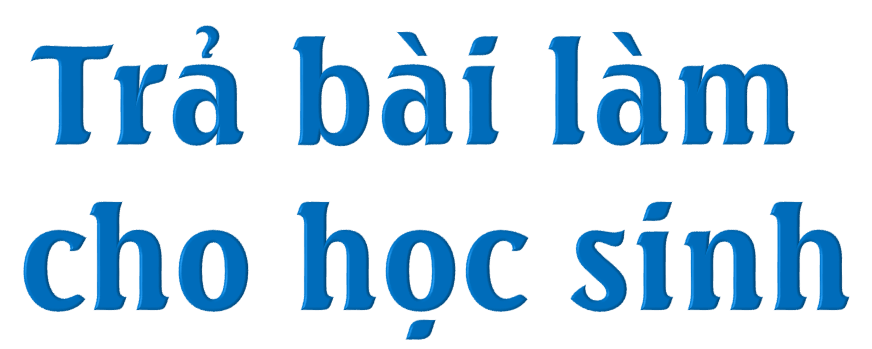 Trả bài làm
cho học sinh